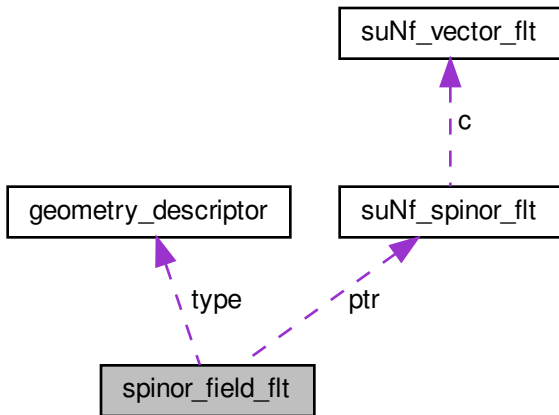 suNf_vector_flt
c
geometry_descriptor
suNf_spinor_flt
type
ptr
spinor_field_flt